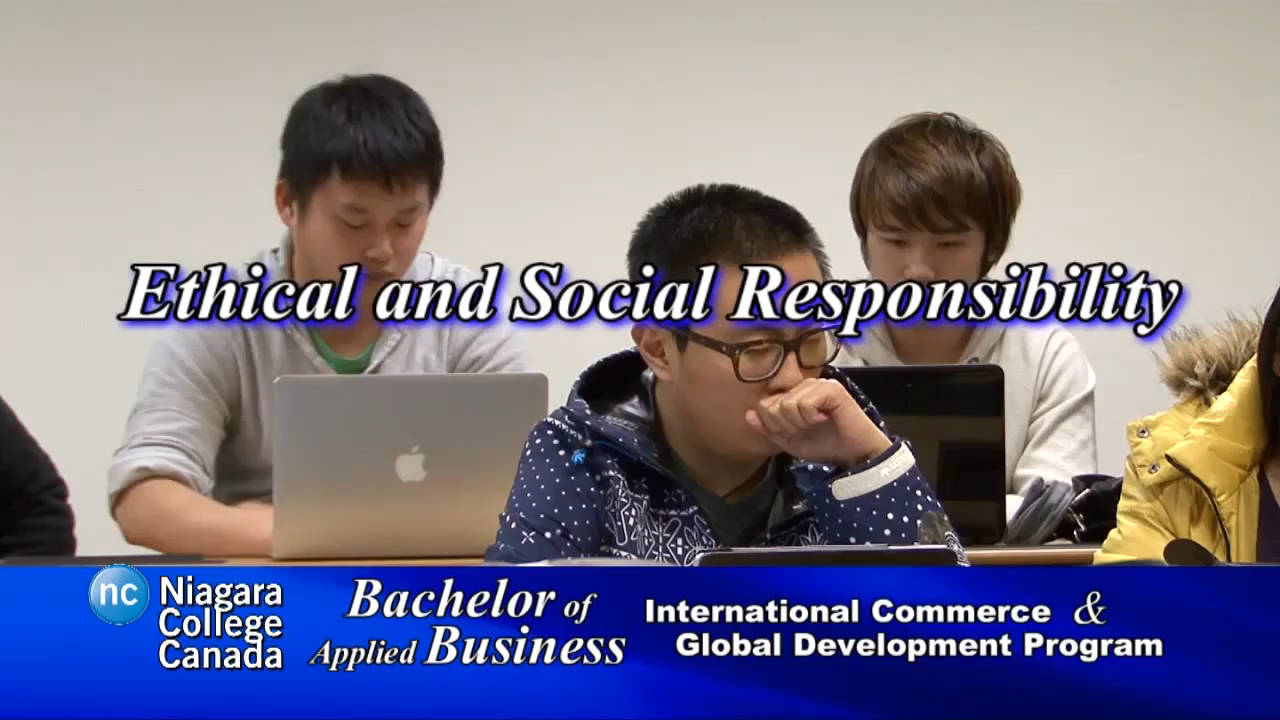 Ethical and Social Responsibility
nc
Niagara
College
Canada
Bachelor of
Applied Business
International Commerce &
Global Development Program